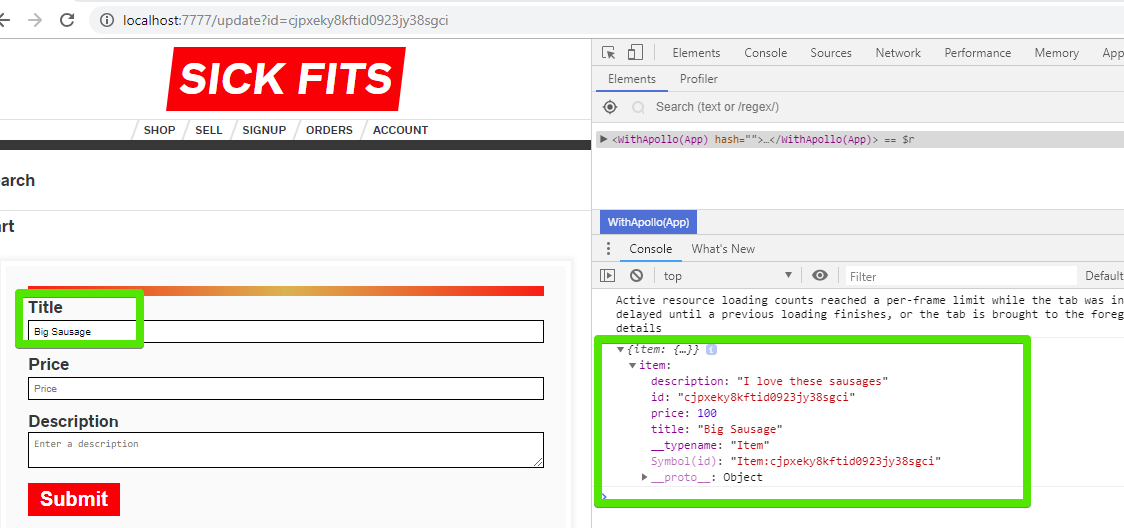 localhost:7777/update?id=cjpxeky8kftid0923jy38sgci
SICK FITS
SHOP SELL SIGNUP ORDERS ACCOUNT
arch
rt
Title
Big Sausage
Price
Price
Description
Enter a description
Submit
Elements Console Sources Network Performance Memory App
Elements Profiler
Search (text or /regex/)
<WithApollo(App) hash="">…</WithApollo(App)> == $r
WithApollo(App)
Console What's New
top Filter Default
Active resource loading counts reached a per-frame limit while the tab was in
delayed until a previous loading finishes, or the tab is brought to the foreg
details
{item: {…}} i
item:
description: "I love these sausages"
id: "cjpxeky8kftid0923jy38sgci"
price: 100
title: "Big Sausage"
__typename: "Item"
Symbol(id): "Item:cjpxeky8kftid0923jy38sgci"
__proto__: Object